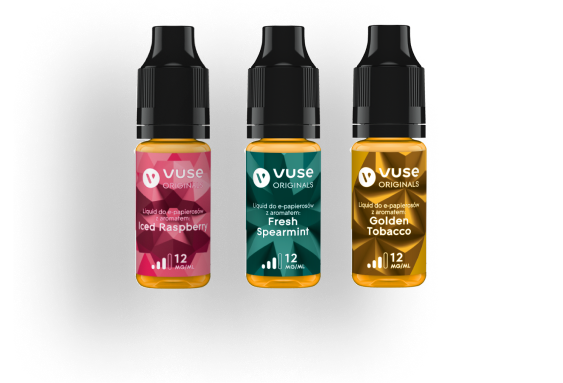 vuse
ORIGINALS
Liquid do e-papierosów
z aromatem:
Iced Raspberry
12
MG/ML
vuse
ORIGINALS
Liquid do e-papierosów
z aromatem:
Fresh
Spearmint
12
MG/ML
vuse
ORIGINALS
Liquid do e-papierosów
z aromatem:
Golden
Tobacco
12
MG/ML